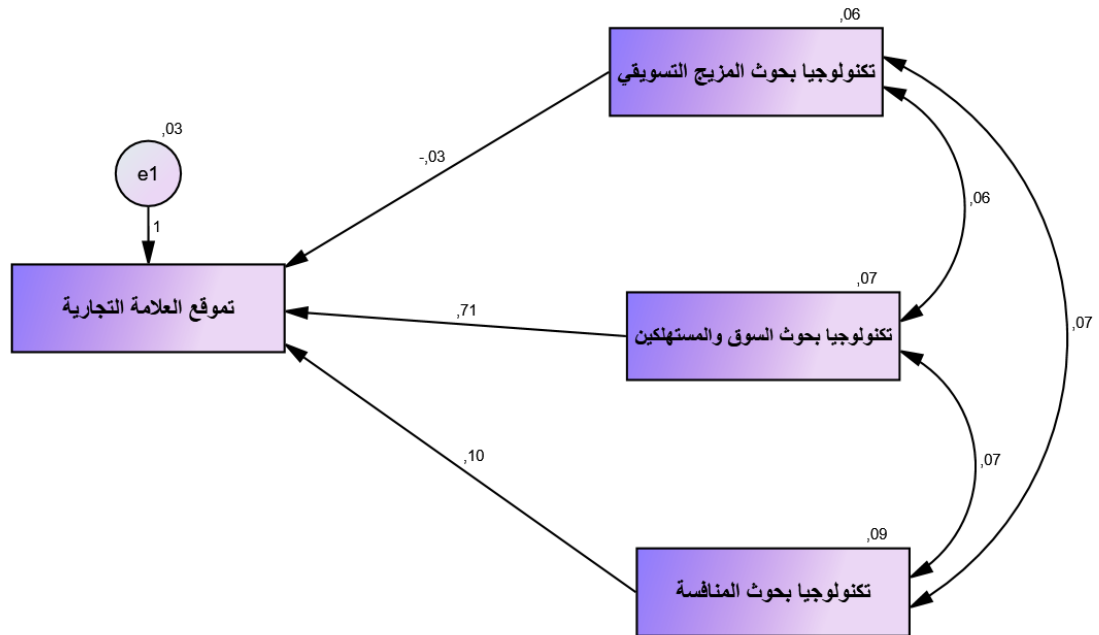 ,06
تكنولوجيا بحوث المزيج التسويقي
,03
e1
-,03
,06
1
تموقع العلامة التجارية
,07
,71
تكنولوجيا بحوث السوق والمستهلكين
,07
,10
,07
,09
تكنولوجيا بحوث المنافسة